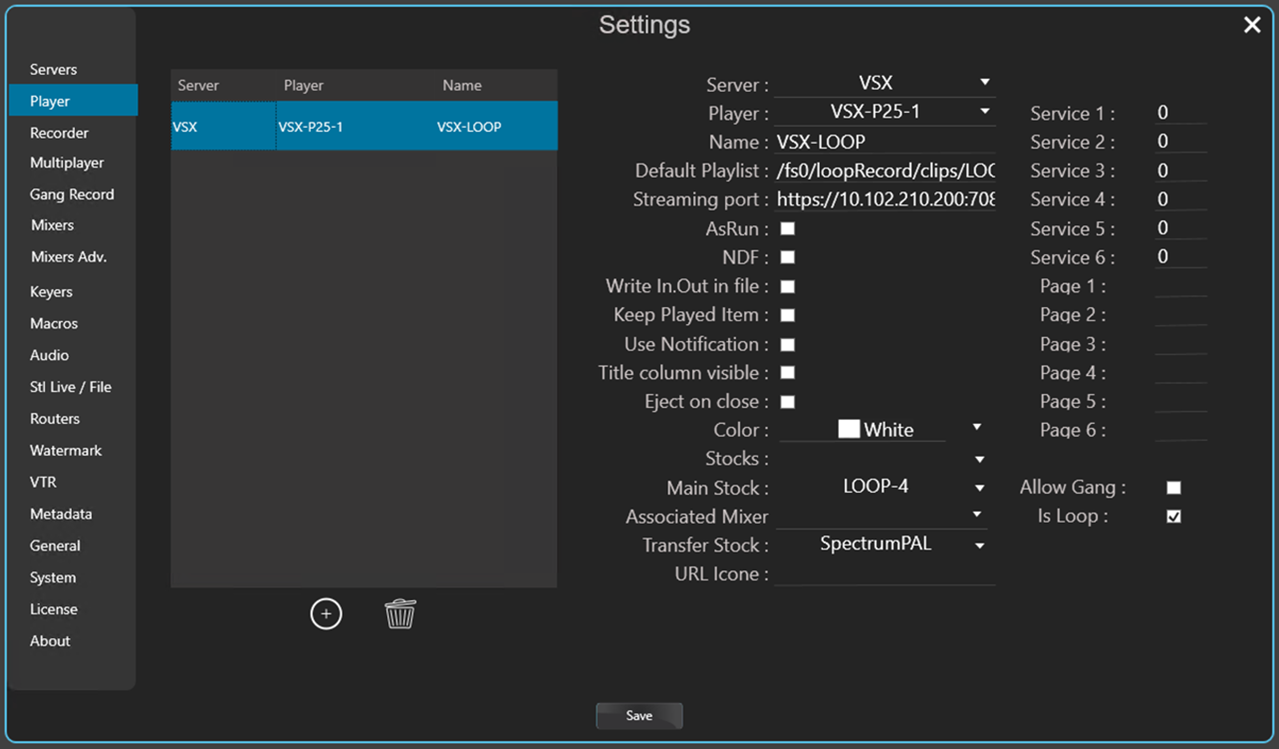 Settings
Servers
Player
Recorder
Multiplayer
Gang Record
Mixers
Mixers Adv.
Keyers
Macros
Audio
Stl Live / File
Routers
Watermark
VTR
Metadata
General
System
License
About
Server Player Name
VSX VSX-P25-1 VSX-LOOP
+
Server : VSX
Player : VSX-P25-1
Name : VSX-LOOP
Default Playlist : /fs0/loopRecord/clips/LOO
Streaming port : https://10.102.210.200:708
AsRun :
NDF :
Write In.Out in file :
Keep Played Item :
Use Notification :
Title column visible :
Eject on close :
Color : White
Stocks :
Main Stock : LOOP-4
Associated Mixer
Transfer Stock : SpectrumPAL
URL Icone :
Service 1 : 0
Service 2 : 0
Service 3 : 0
Service 4 : 0
Service 5 : 0
Service 6 : 0
Page 1 :
Page 2 :
Page 3 :
Page 4 :
Page 5 :
Page 6 :
Allow Gang :
Is Loop :
Save